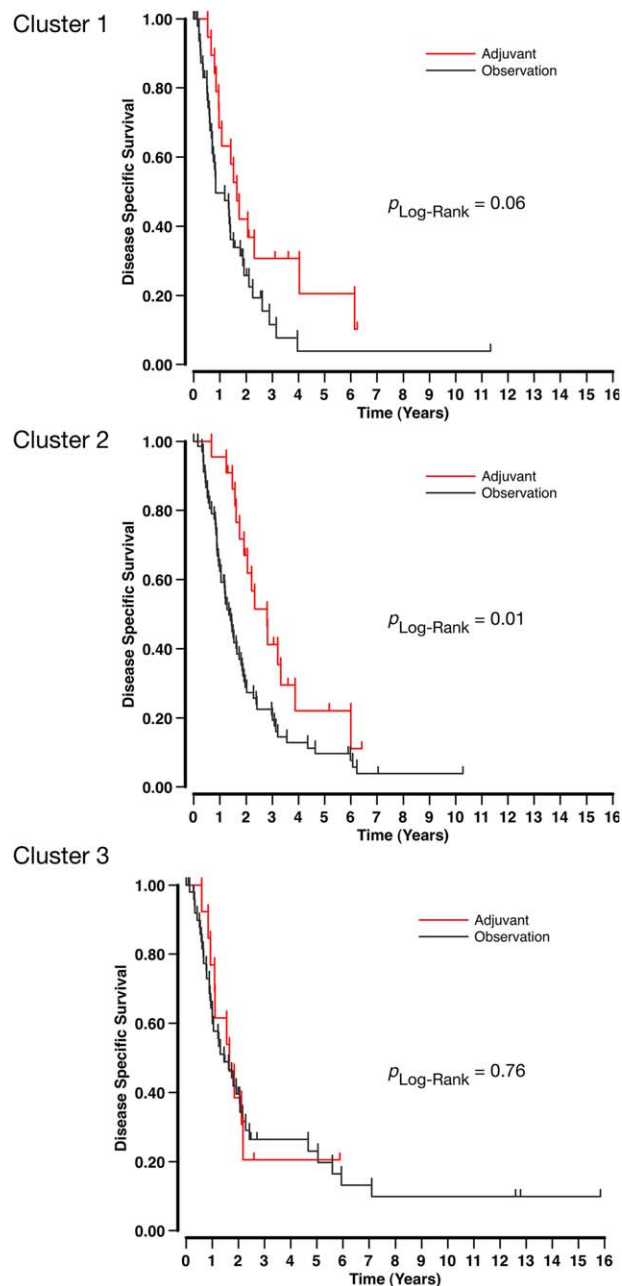 Cluster 1
Disease Specific Survival
1.00
0.80
0.60
0.40
0.20
0.00
Adjuvant
Observation
pLog-Rank = 0.06
0 1 2 3 4 5 6 7 8 9 10 11 12 13 14 15 16
Time (Years)
Cluster 2
Disease Specific Survival
1.00
0.80
0.60
0.40
0.20
0.00
Adjuvant
Observation
pLog-Rank = 0.01
0 1 2 3 4 5 6 7 8 9 10 11 12 13 14 15 16
Time (Years)
Cluster 3
Disease Specific Survival
1.00
0.80
0.60
0.40
0.20
0.00
Adjuvant
Observation
pLog-Rank = 0.76
0 1 2 3 4 5 6 7 8 9 10 11 12 13 14 15 16
Time (Years)